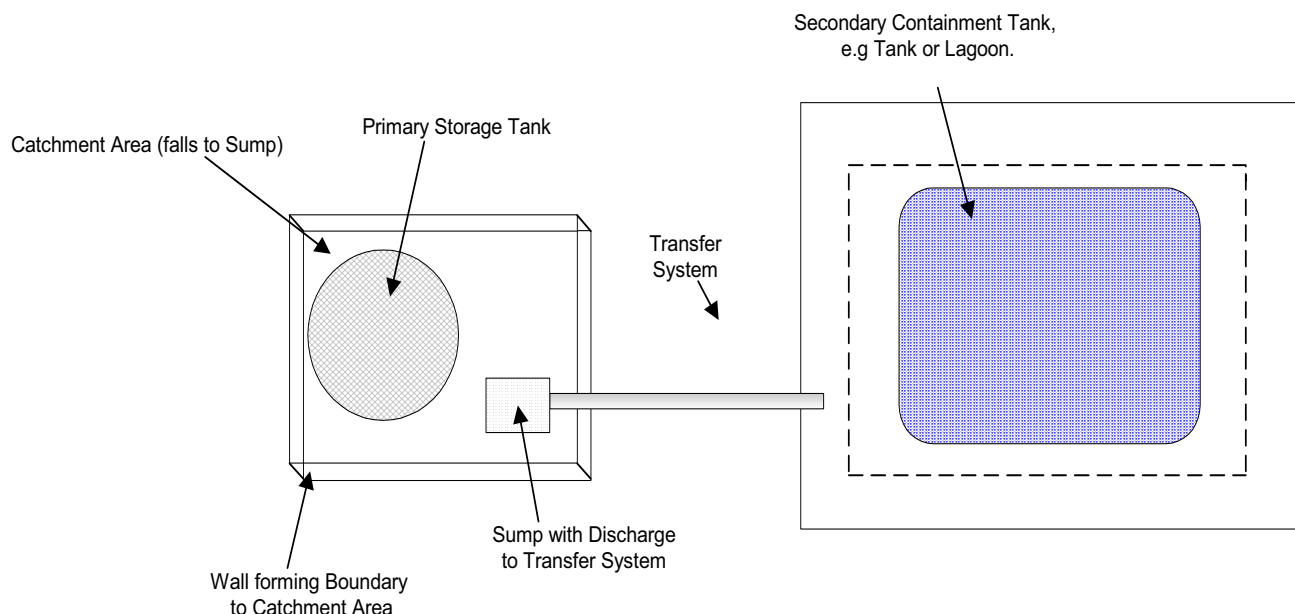 Secondary Containment Tank,
e.g Tank or Lagoon.
Primary Storage Tank
Catchment Area (falls to Sump)
Transfer
System
Sump with Discharge
to Transfer System
Wall forming Boundary
to Catchment Area